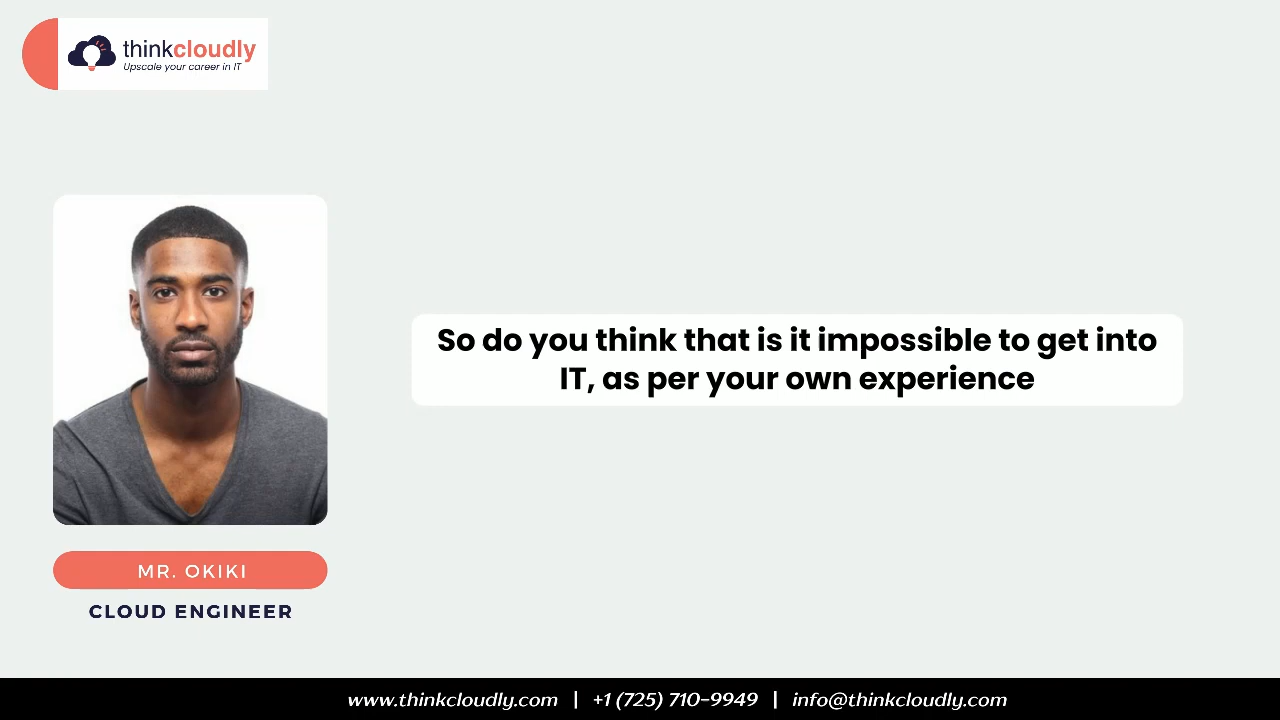 thinkcloudly
Upscale your career in IT
So do you think that is it impossible to get into
IT, as per your own experience
MR. OKIKI
CLOUD ENGINEER
www.thinkcloudly.com | +1 (725) 710-9949 | info@thinkcloudly.com